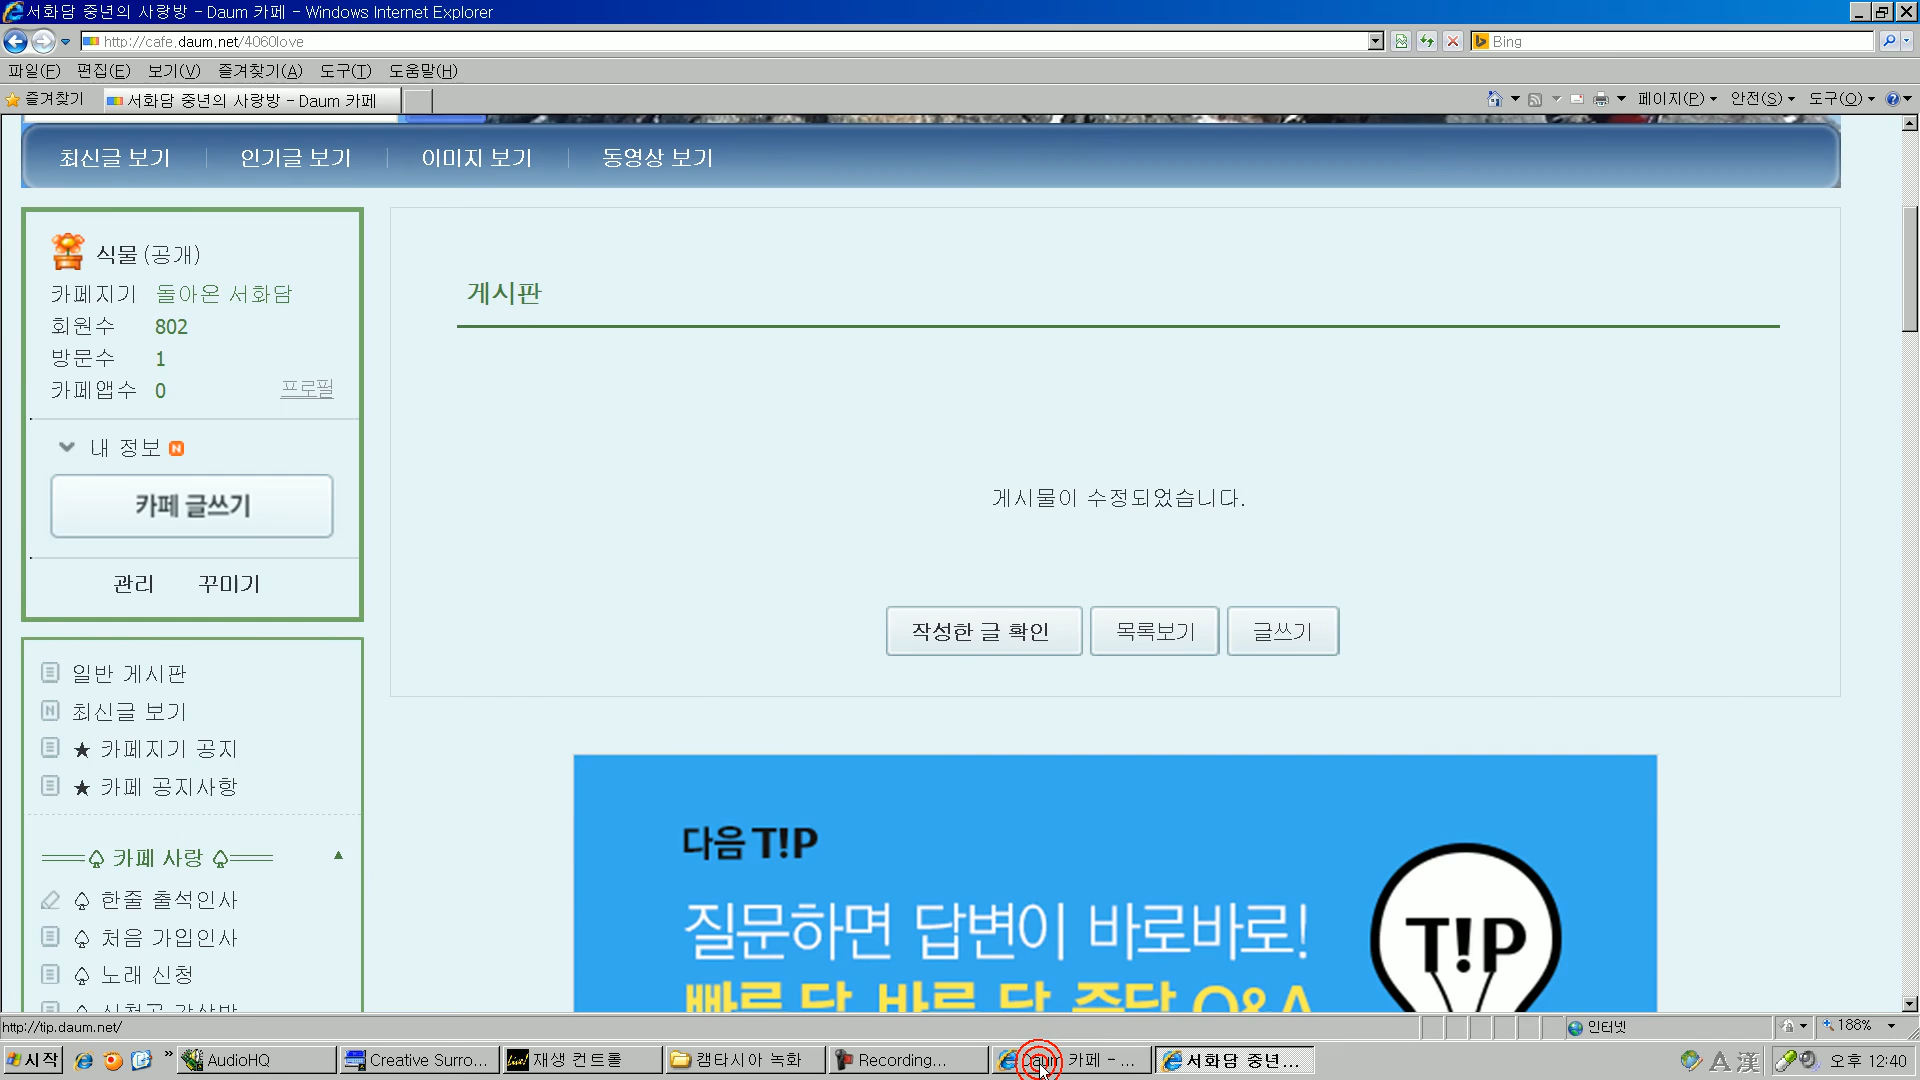 서화담 중년의 사랑방 - Daum 카페 - Windows Internet Explorer
http://cafe.daum.net/4060love
Bing
파일(F) 편집(E) 보기(V) 즐겨찾기(A) 도구(T) 도움말(H)
즐겨찾기 서화담 중년의 사랑방 - Daum 카페 페이지(P) 안전(S) 도구(O)
최신글 보기 인기글 보기 이미지 보기 동영상 보기
식물 (공개)
카페지기 돌아온 서화담
회원수 802
방문수 1
카페앱수 0 프로필
내 정보 N
카페 글쓰기
관리 꾸미기
일반 게시판
최신글 보기
★ 카페지기 공지
★ 카페 공지사항
═══♤ 카페 사랑 ♤═══ ▲
♤ 한줄 출석인사
♤ 처음 가입인사
♤ 노래 신청
게시판
게시물이 수정되었습니다.
작성한 글 확인 목록보기 글쓰기
다음 T!P
질문하면 답변이 바로바로!
빠른 답, 바른 답, 즉답 Q&A
T!P
http://tip.daum.net/ 인터넷 188%
시작 AudioHQ Creative Surro... 재생 컨트롤 캠타시아 녹화 Recording... 카페 - ... 서화담 중년... A 漢 오후 12:40